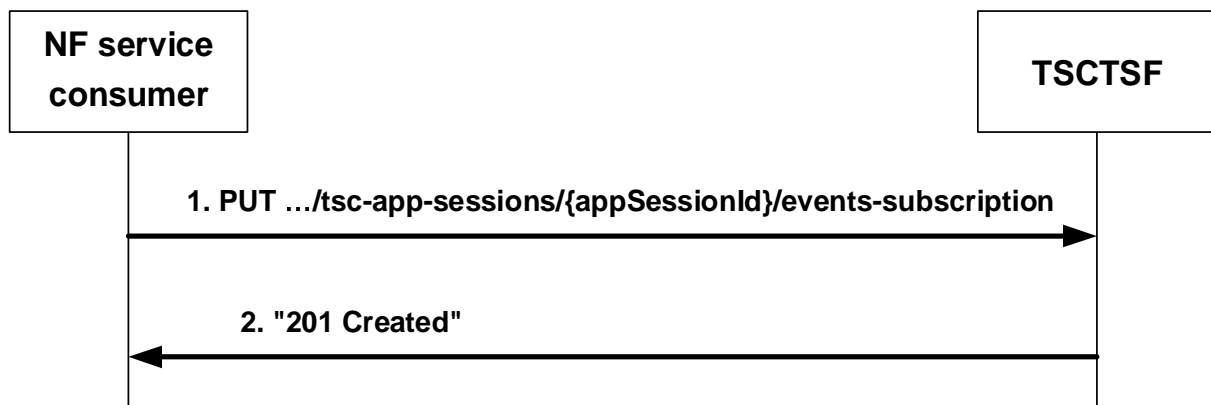 NF service
consumer
TSCTSF
1. PUT …/tsc-app-sessions/{appSessionId}/events-subscription
2. "201 Created"